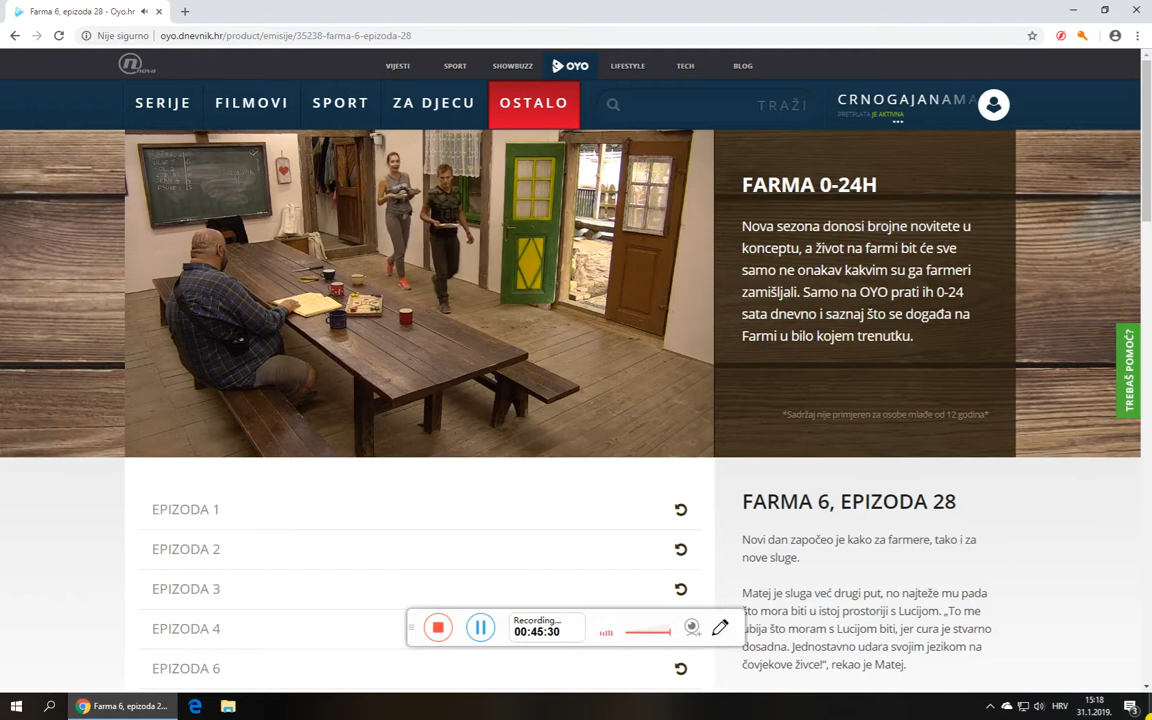 Farma 6, epizoda 28 - Oyo.hr
Nije sigurno
oyo.dnevnik.hr/product/emisije/35238-farma-6-epizoda-28
nova
VIJESTI
SPORT
SHOWBUZZ
OYO
LIFESTYLE
TECH
BLOG
SERIJE
FILMOVI
SPORT
ZA DJECU
OSTALO
TRAŽI
CRNOGAJANAMA
PRETPLATA JE AKTIVNA
FARMA 0-24H
Nova sezona donosi brojne novitete u
konceptu, a život na farmi bit će sve
samo ne onakav kakvim su ga farmeri
zamišljali. Samo na OYO prati ih 0-24
sata dnevno i saznaj što se događa na
Farmi u bilo kojem trenutku.
*Sadržaj nije primjeren za osobe mlađe od 12 godina*
TREBAŠ POMOĆ?
EPIZODA 1
EPIZODA 2
EPIZODA 3
EPIZODA 4
EPIZODA 6
FARMA 6, EPIZODA 28
Novi dan započeo je kako za farmere, tako i za
nove sluge.
Matej je sluga već drugi put, no najteže mu pada
što mora biti u istoj prostoriji s Lucijom. „To me
ubija što moram s Lucijom biti, jer cura je stvarno
dosadna. Jednostavno udara svojim jezikom na
čovjekove živce!“, rekao je Matej.
Recording...
00:45:30
Farma 6, epizoda 2...
HRV
15:18
31.1.2019.
3